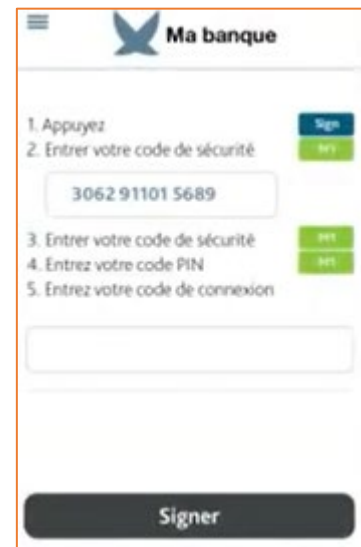 Ma banque
1. Appuyez Sign
2. Entrer votre code de sécurité
3062 91101 5689
3. Entrer votre code de sécurité
4. Entrez votre code PIN
5. Entrez votre code de connexion
Signer